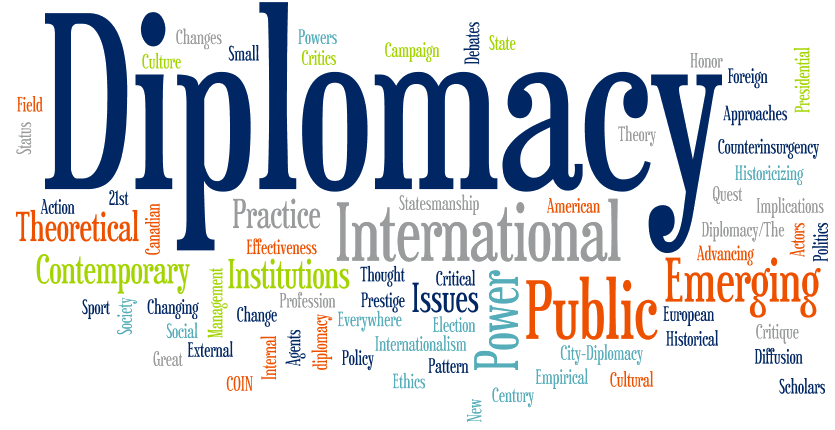 Diplomacy
Changes
Small
Powers
Critics
Campaign
Debates
State
Culture
Honor
Foreign
Presidential
Field
Status
Approaches
Theory
Counterinsurgency
Historicizing
Action
21st
Canadian
Theoretical
Practice
Statesmanship
International
American
Quest
Implications
Diplomacy/The
Actors
Politics
Effectiveness
Advancing
Contemporary
Institutions
Thought
Critical
Emerging
Management
Profession
Prestige
Issues
Power
Public
European
Sport
Society
Changing
Social
Change
Everywhere
Election
Historical
Critique
Great
External
Internal
Agents
diplomacy
Policy
Internationalism
Pattern
City-Diplomacy
Diffusion
COIN
Ethics
Empirical
Cultural
Scholars
New
Century